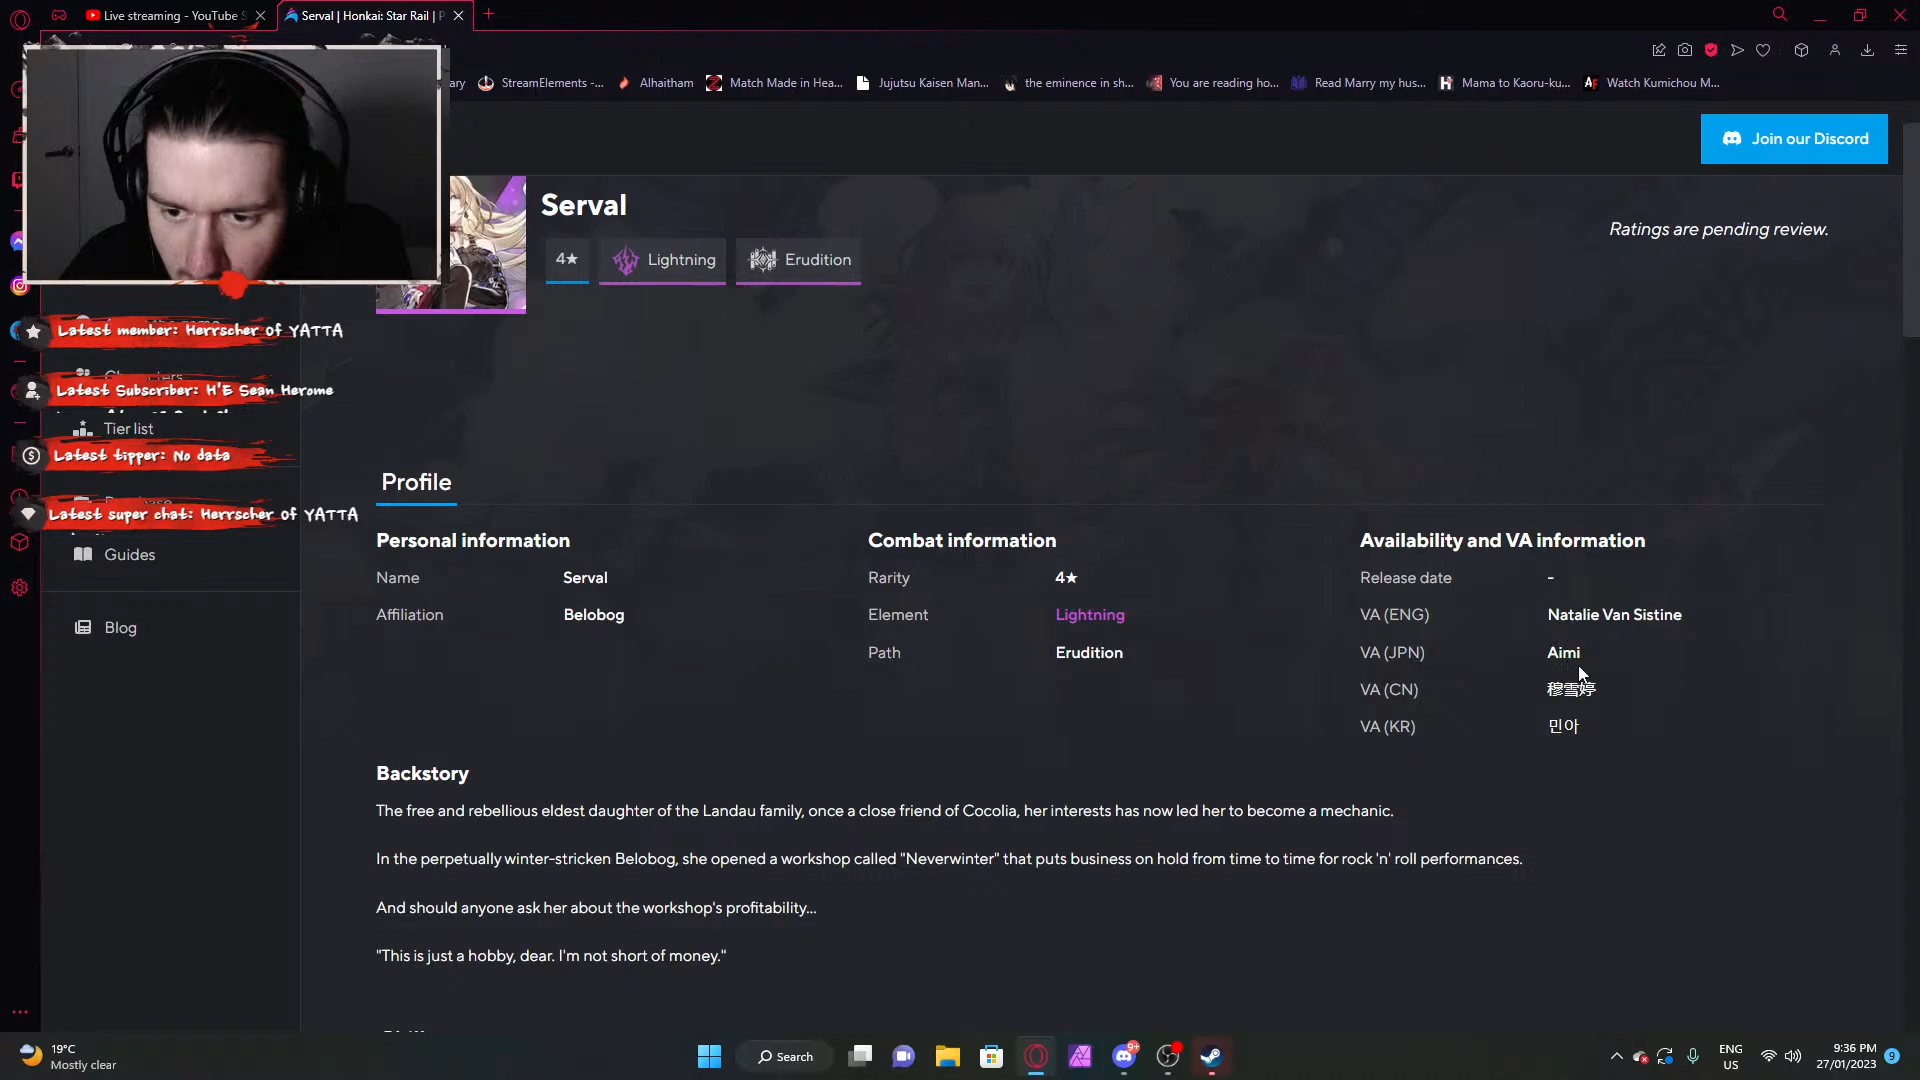 Live streaming - YouTube S
Serval | Honkai: Star Rail | P
ary
StreamElements -...
Alhaitham
Match Made in Hea...
Jujutsu Kaisen Man...
the eminence in sh...
You are reading ho...
Read Marry my hus...
Mama to Kaoru-ku...
Watch Kumichou M...
Join our Discord
Serval
4★
Lightning
Erudition
Ratings are pending review.
Latest member: Herrscher of YATTA
Latest Subscriber: H'E Sean Herome
Tier list
Latest tipper: No data
Latest super chat: Herrscher of YATTA
Guides
Blog
Profile
Personal information
Name Serval
Affiliation Belobog
Combat information
Rarity 4★
Element Lightning
Path Erudition
Availability and VA information
Release date -
VA (ENG) Natalie Van Sistine
VA (JPN) Aimi
VA (CN) 穆雪婷
VA (KR) 민아
Backstory
The free and rebellious eldest daughter of the Landau family, once a close friend of Cocolia, her interests has now led her to become a mechanic.
In the perpetually winter-stricken Belobog, she opened a workshop called "Neverwinter" that puts business on hold from time to time for rock 'n' roll performances.
And should anyone ask her about the workshop's profitability...
"This is just a hobby, dear. I'm not short of money."
19°C
Mostly clear
Search
9+
ENG
US
9:36 PM
27/01/2023
9